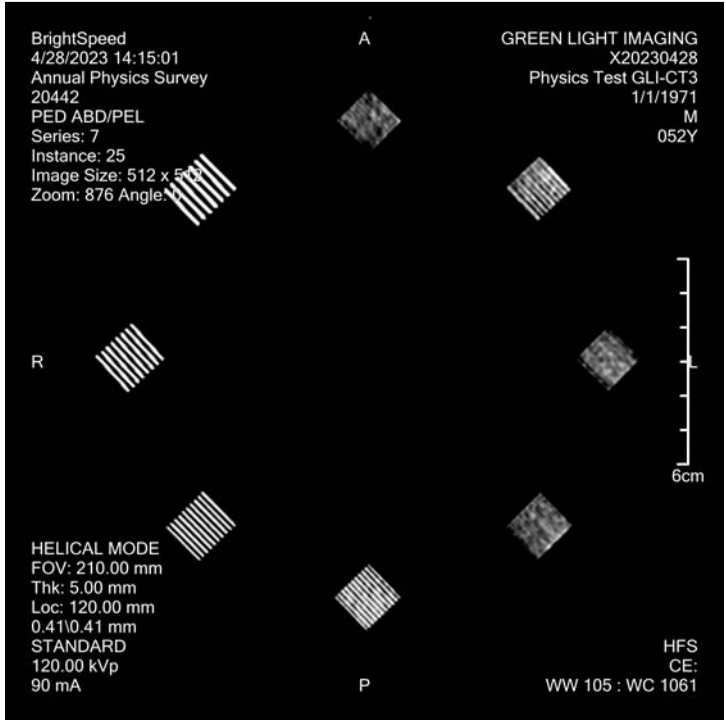 BrightSpeed
4/28/2023 14:15:01
Annual Physics Survey
20442
PED ABD/PEL
Series: 7
Instance: 25
Image Size: 512 x 512
Zoom: 876 Angle: 0
A
GREEN LIGHT IMAGING
X20230428
Physics Test GLI-CT3
1/1/1971
M
052Y
R
L
6cm
HELICAL MODE
FOV: 210.00 mm
Thk: 5.00 mm
Loc: 120.00 mm
0.41\0.41 mm
STANDARD
120.00 kVp
90 mA
P
HFS
CE:
WW 105 : WC 1061